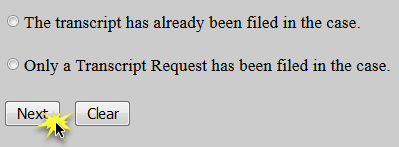 The transcript has already been filed in the case.
Only a Transcript Request has been filed in the case.
Next Clear